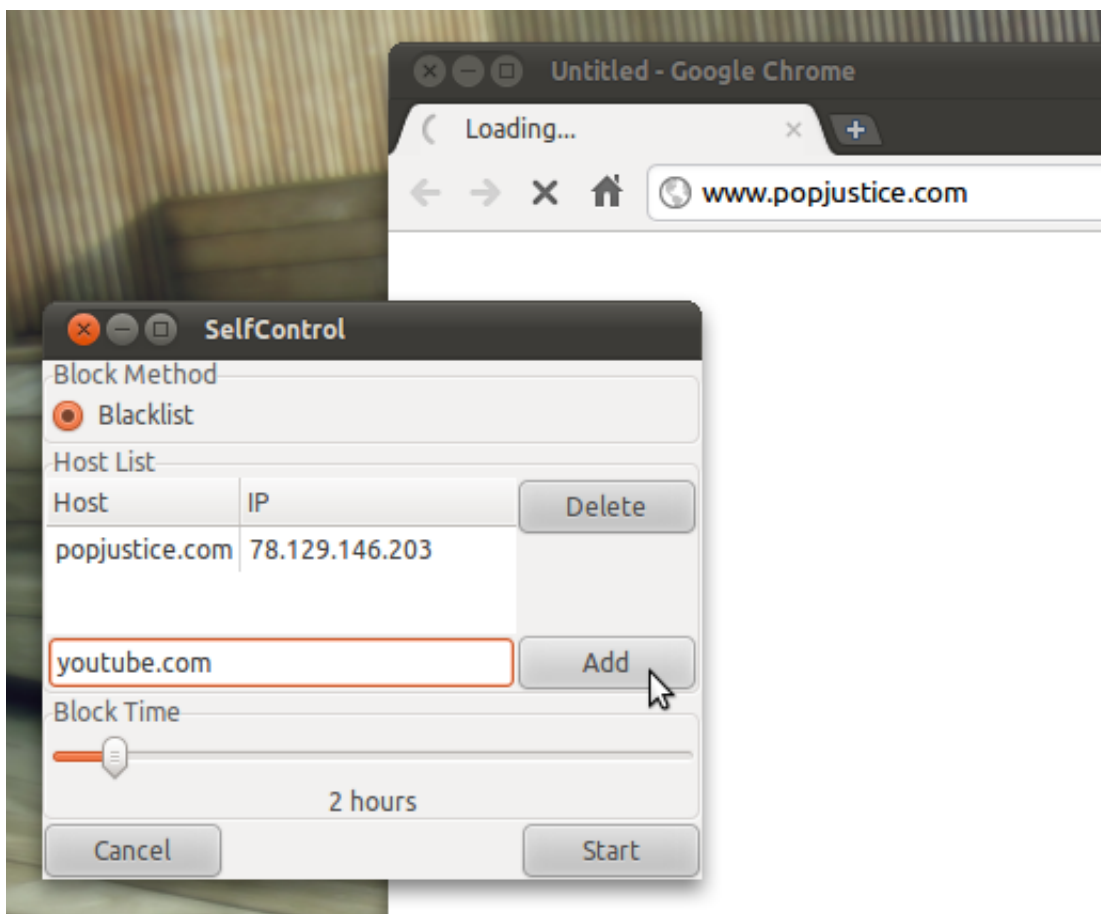 Untitled - Google Chrome
Loading...
www.popjustice.com
SelfControl
Block Method
Blacklist
Host List
Host IP
Delete
popjustice.com 78.129.146.203
youtube.com
Add
Block Time
2 hours
Cancel
Start